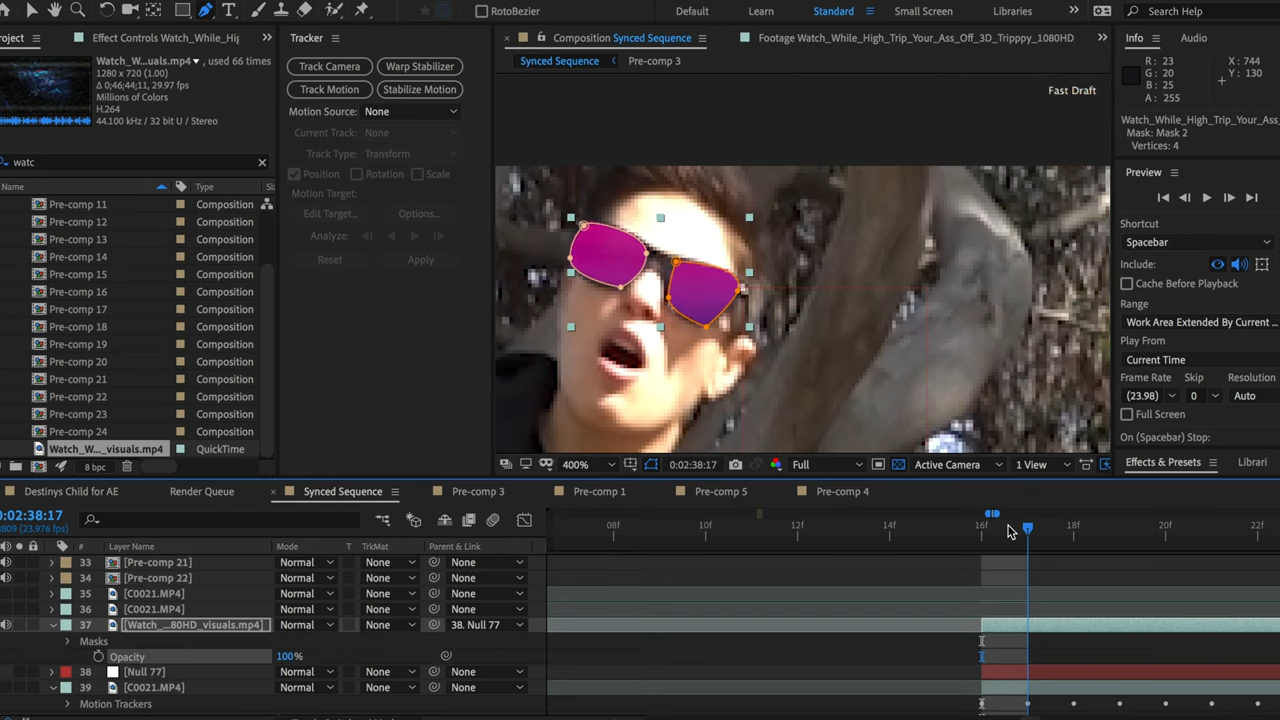 RotoBezier
Default
Learn
Standard
Small Screen
Libraries
Search Help
roject
Effect Controls Watch_While_Hig
Tracker
Composition Synced Sequence
Footage Watch_While_High_Trip_Your_Ass_Off_3D_Tripppy_1080HD
Info
Audio
Synced Sequence
Pre-comp 3
Fast Draft
Watch_W...uals.mp4
, used 66 times
1280 x 720 (1.00)
Δ 0;46;44;11, 29.97 fps
Millions of Colors
H.264
44.100 kHz / 32 bit U / Stereo
watc
Name
Type
Siz
Pre-comp 11
Composition
Pre-comp 12
Composition
Pre-comp 13
Composition
Pre-comp 14
Composition
Pre-comp 15
Composition
Pre-comp 16
Composition
Pre-comp 17
Composition
Pre-comp 18
Composition
Pre-comp 19
Composition
Pre-comp 20
Composition
Pre-comp 21
Composition
Pre-comp 22
Composition
Pre-comp 23
Composition
Pre-comp 24
Composition
Watch_W..._visuals.mp4
QuickTime
8 bpc
Track Camera
Warp Stabilizer
Track Motion
Stabilize Motion
Motion Source: None
Current Track: None
Track Type: Transform
Position
Rotation
Scale
Motion Target:
Edit Target...
Options...
Analyze:
Reset
Apply
400%
0:02:38:17
Full
Active Camera
1 View
R : 23
G : 20
B : 25
A : 255
X : 744
Y : 130
Watch_While_High_Trip_Your_Ass_
Mask: Mask 2
Vertices: 4
Preview
Shortcut
Spacebar
Include:
Cache Before Playback
Range
Work Area Extended By Current ...
Play From
Current Time
Frame Rate
Skip
Resolution
(23.98)
0
Auto
Full Screen
On (Spacebar) Stop:
Effects & Presets
Librari
Destinys Child for AE
Render Queue
Synced Sequence
Pre-comp 3
Pre-comp 1
Pre-comp 5
Pre-comp 4
0:02:38:17
3809 (23.976 fps)
08f
10f
12f
14f
16f
18f
20f
22f
#
Layer Name
Mode
T
TrkMat
Parent & Link
33
[Pre-comp 21]
Normal
None
None
34
[Pre-comp 22]
Normal
None
None
35
[C0021.MP4]
Normal
None
None
36
[C0021.MP4]
Normal
None
None
37
[Watch_...80HD_visuals.mp4]
Normal
None
38. Null 77
Masks
Opacity
100%
38
[Null 77]
Normal
None
None
39
[C0021.MP4]
Normal
None
None
Motion Trackers